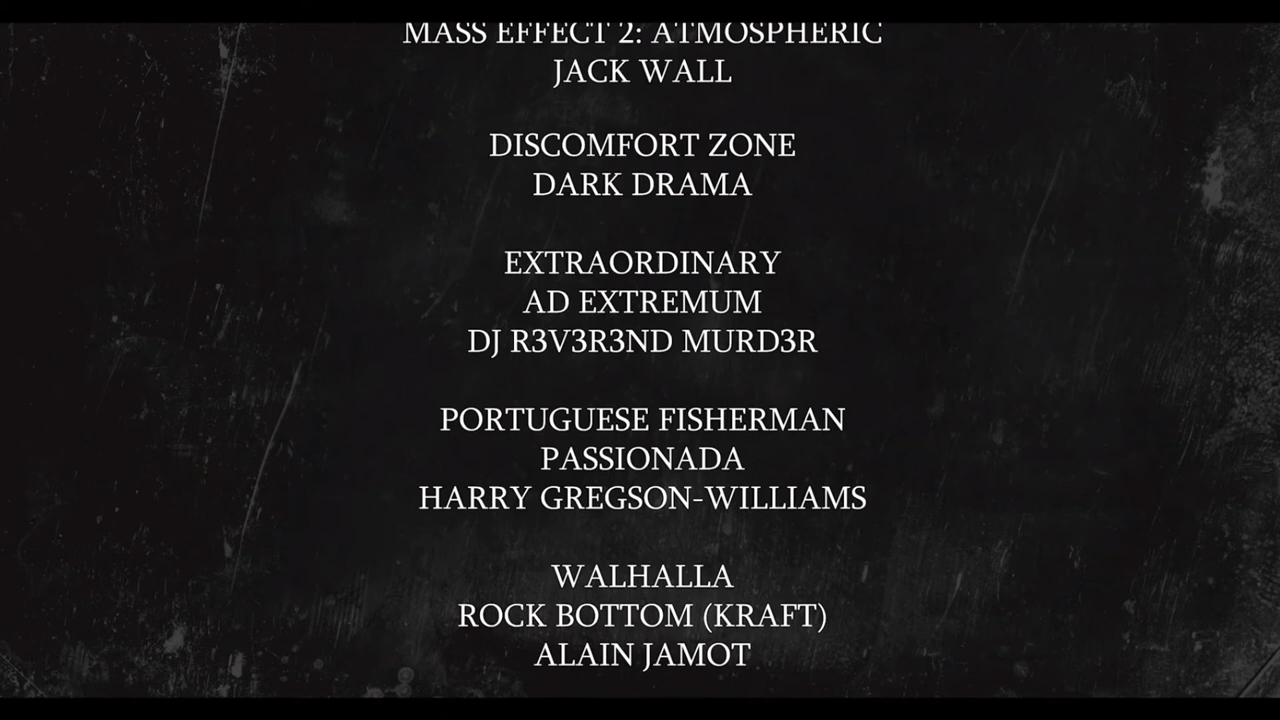 MASS EFFECT 2: ATMOSPHERIC
JACK WALL
DISCOMFORT ZONE
DARK DRAMA
EXTRAORDINARY
AD EXTREMUM
DJ R3V3R3ND MURD3R
PORTUGUESE FISHERMAN
PASSIONADA
HARRY GREGSON-WILLIAMS
WALHALLA
ROCK BOTTOM (KRAFT)
ALAIN JAMOT